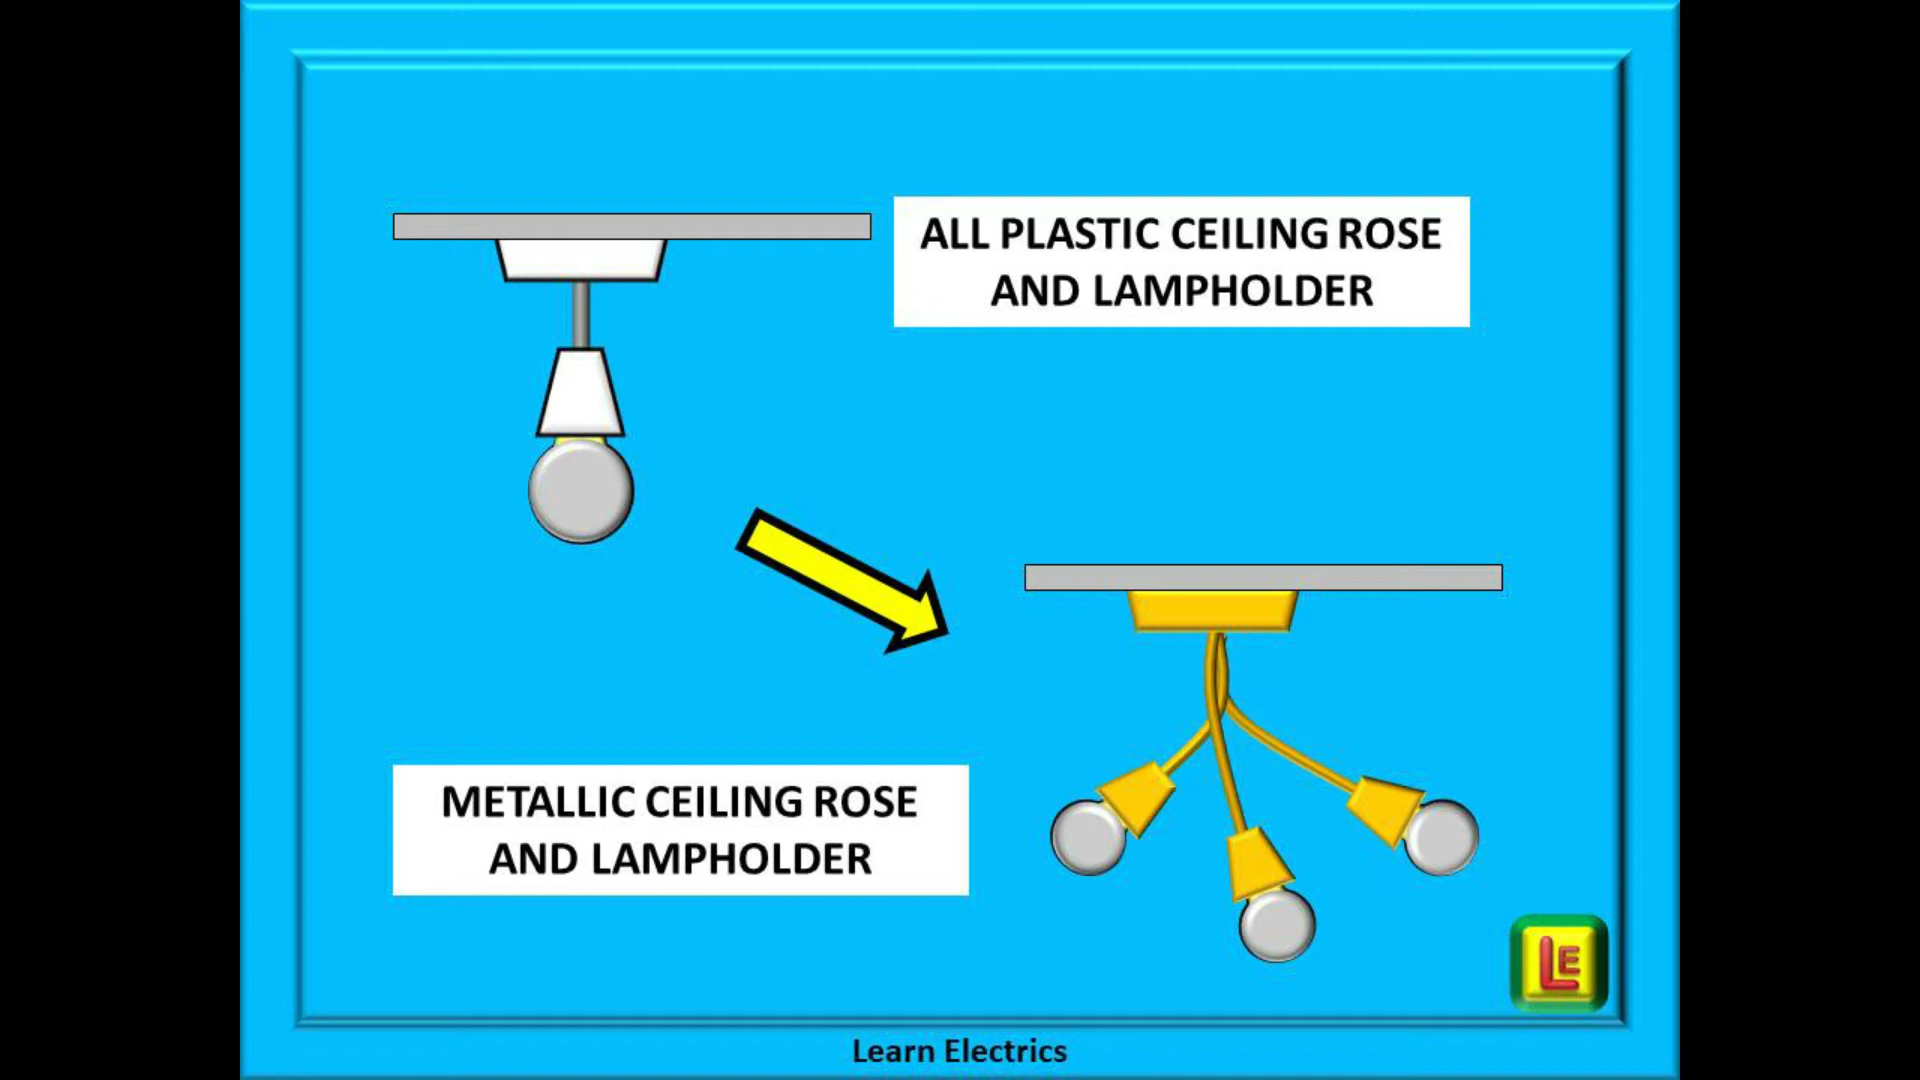 ALL PLASTIC CEILING ROSE
AND LAMPHOLDER
METALLIC CEILING ROSE
AND LAMPHOLDER
LE
Learn Electrics